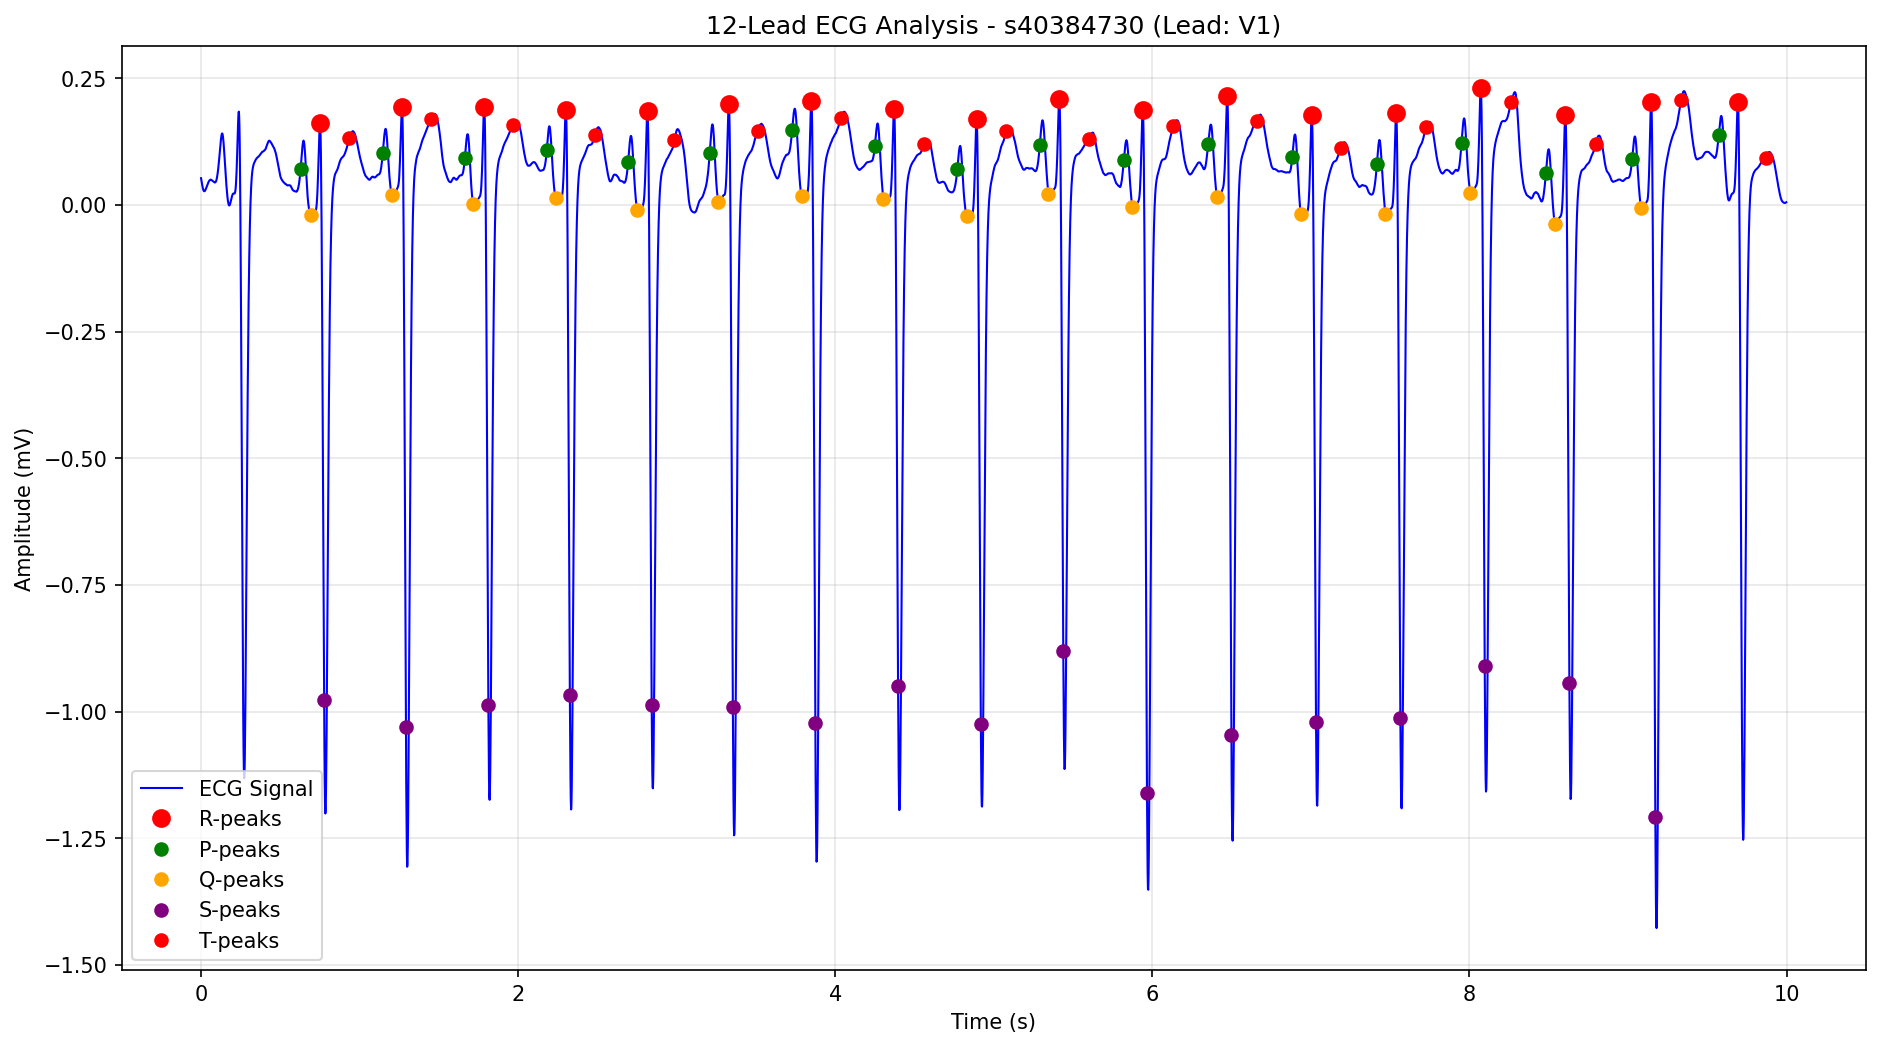 12-Lead ECG Analysis - s40384730 (Lead: V1)
Amplitude (mV)
0.25
0.00
−0.25
−0.50
−0.75
−1.00
−1.25
−1.50
ECG Signal
R-peaks
P-peaks
Q-peaks
S-peaks
T-peaks
0 2 4 6 8 10
Time (s)